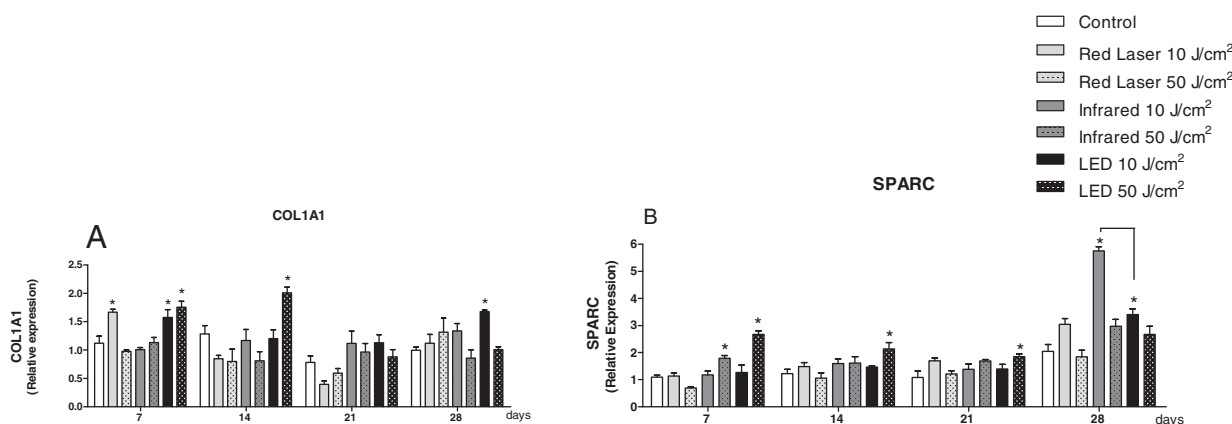 Control
Red Laser 10 J/cm²
Red Laser 50 J/cm²
Infrared 10 J/cm²
Infrared 50 J/cm²
LED 10 J/cm²
LED 50 J/cm²
COL1A1
A
COL1A1
(Relative expression)
2.5
2.0
1.5
1.0
0.5
0.0
* * * * *
7 14 21 28 days
SPARC
B
SPARC
(Relative Expression)
6
5
4
3
2
1
0
* * * * * *
7 14 21 28 days